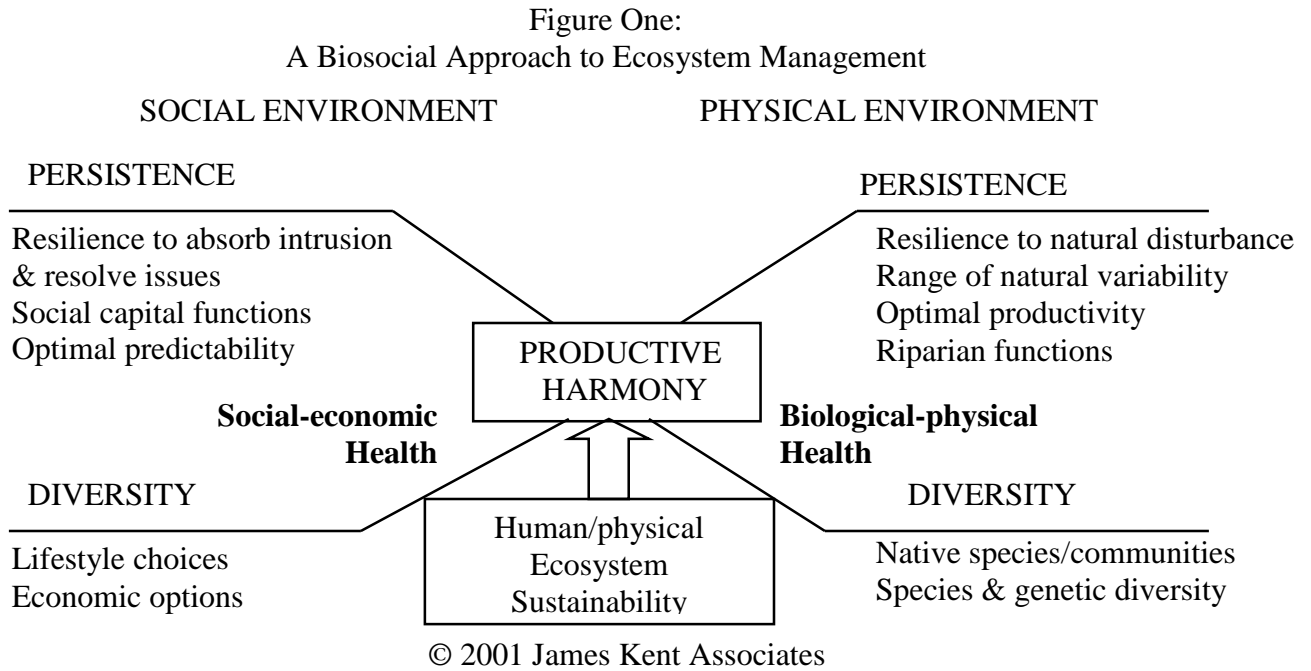 Figure One:
A Biosocial Approach to Ecosystem Management
SOCIAL ENVIRONMENT
PHYSICAL ENVIRONMENT
PERSISTENCE
Resilience to absorb intrusion
& resolve issues
Social capital functions
Optimal predictability
PERSISTENCE
Resilience to natural disturbance
Range of natural variability
Optimal productivity
Riparian functions
PRODUCTIVE
HARMONY
Social-economic
Health
Biological-physical
Health
DIVERSITY
Lifestyle choices
Economic options
Human/physical
Ecosystem
Sustainability
DIVERSITY
Native species/communities
Species & genetic diversity
© 2001 James Kent Associates